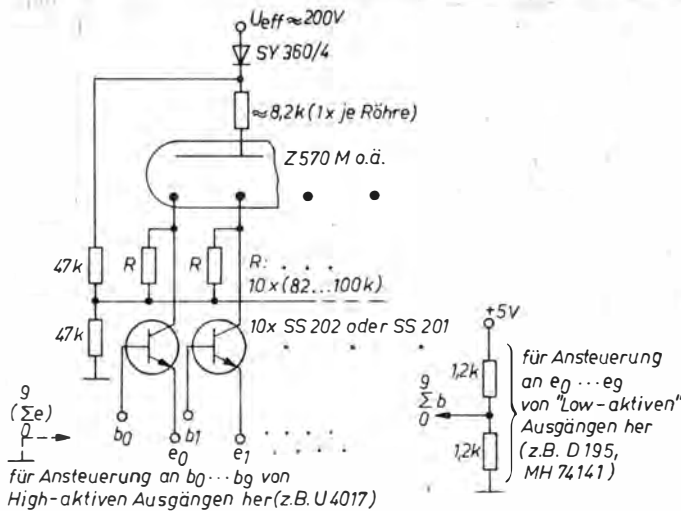 Ueff≈200V
SY 360/4
≈8,2k (1x je Röhre)
Z570 M o.ä.
47k
R
R
R: . . .
10x(82...100k)
47k
10x SS 202 oder SS 201
+5V
1,2k
9
Σ b
0
1,2k
für Ansteuerung
an e0 ... e9
von "Low-aktiven"
Ausgängen her
(z.B. D 195,
MH 74141)
9
(Σe)
0
b0
b1
e0
e1
für Ansteuerung an b0...b9 von
High-aktiven Ausgängen her (z.B. U 4017)